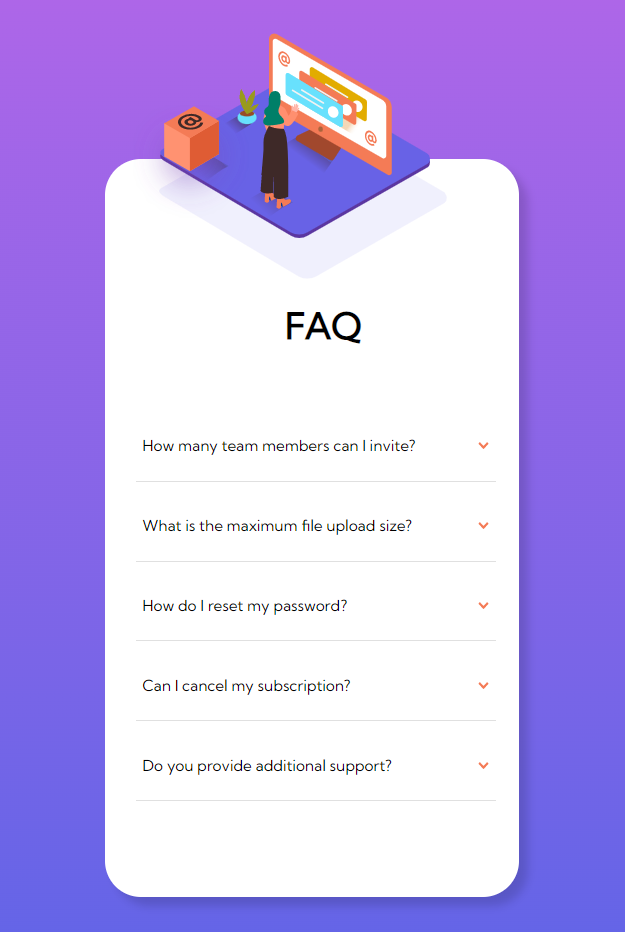 @
@
@
FAQ
How many team members can I invite?
What is the maximum file upload size?
How do I reset my password?
Can I cancel my subscription?
Do you provide additional support?